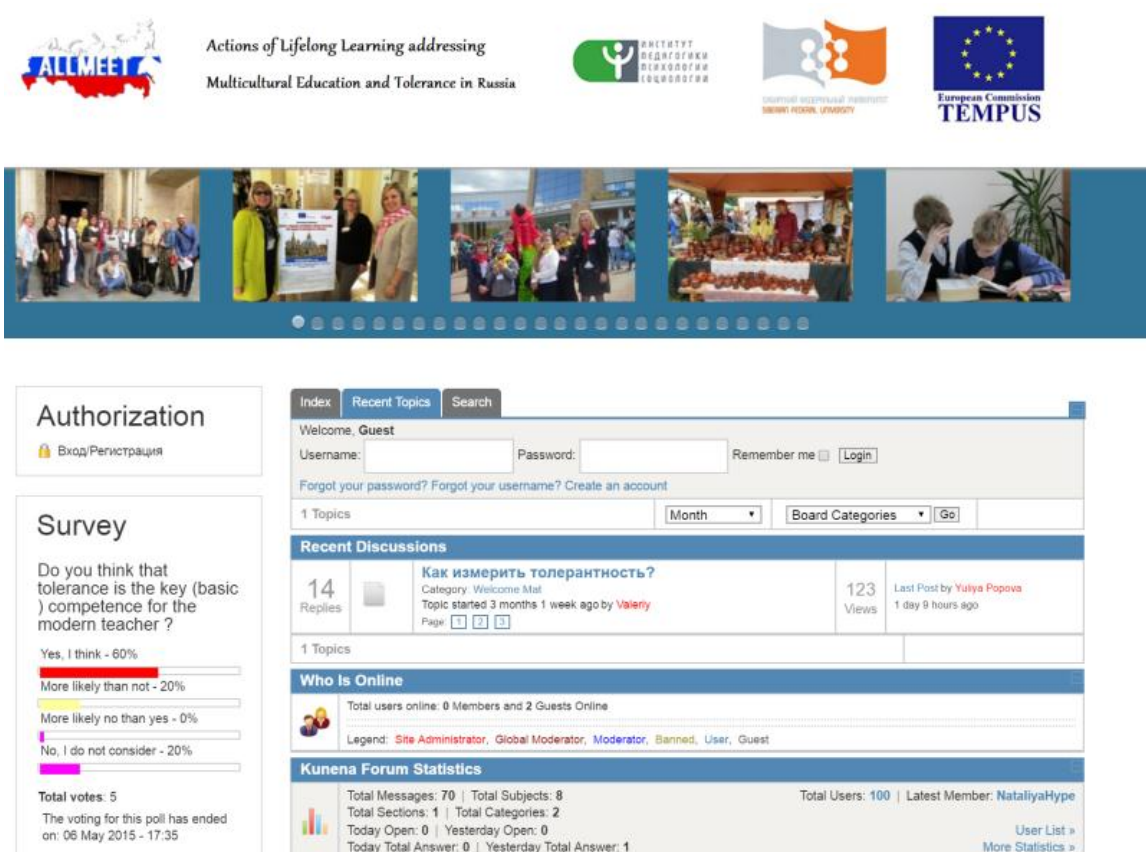 ALLMEET
Actions of Lifelong Learning addressing
Multicultural Education and Tolerance in Russia
ИНСТИТУТ
ПЕДАГОГИКИ
ПСИХОЛОГИИ
СОЦИОЛОГИИ
СИБИРСКИЙ ФЕДЕРАЛЬНЫЙ УНИВЕРСИТЕТ
SIBERIAN FEDERAL UNIVERSITY
European Commission
TEMPUS
Authorization
Вход/Регистрация
Survey
Do you think that
tolerance is the key (basic
) competence for the
modern teacher ?
Yes, I think - 60%
More likely than not - 20%
More likely no than yes - 0%
No, I do not consider - 20%
Total votes: 5
The voting for this poll has ended
on: 06 May 2015 - 17:35
Index Recent Topics Search
Welcome, Guest
Username: Password: Remember me Login
Forgot your password? Forgot your username? Create an account
1 Topics Month Board Categories Go
Recent Discussions
14 Replies
Как измерить толерантность?
Category: Welcome Mat
Topic started 3 months 1 week ago by Valeriy
Page: 1 2 3
123 Views
Last Post by Yuliya Popova
1 day 9 hours ago
1 Topics
Who Is Online
Total users online: 0 Members and 2 Guests Online
Legend: Site Administrator, Global Moderator, Moderator, Banned, User, Guest
Kunena Forum Statistics
Total Messages: 70 | Total Subjects: 8
Total Sections: 1 | Total Categories: 2
Today Open: 0 | Yesterday Open: 0
Today Total Answer: 0 | Yesterday Total Answer: 1
Total Users: 100 | Latest Member: NataliyaHype
User List »
More Statistics »